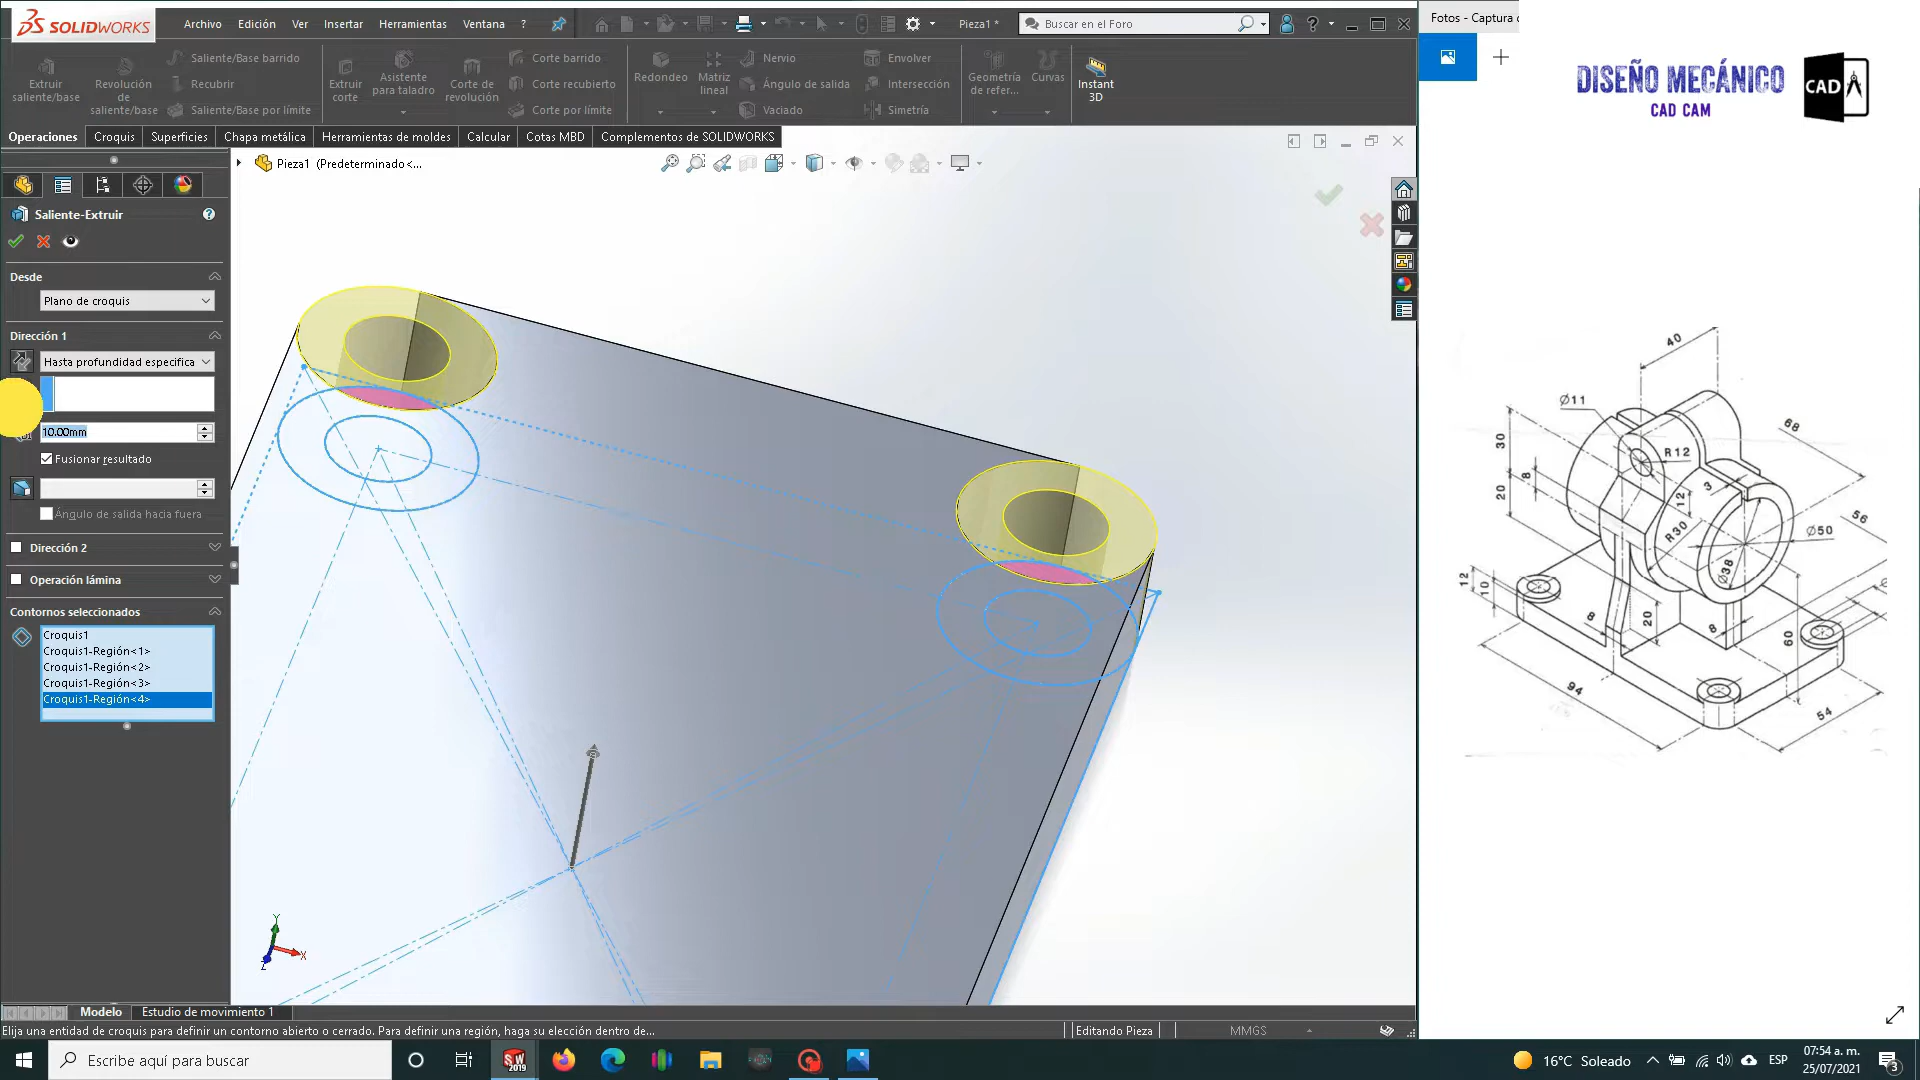 SOLIDWORKS
Archivo Edición Ver Insertar Herramientas Ventana ?
Pieza1 *
Buscar en el Foro
Fotos - Captura
Extruir saliente/base
Revolución de saliente/base
Saliente/Base barrido
Recubrir
Saliente/Base por límite
Extruir corte
Asistente para taladro
Corte de revolución
Corte barrido
Corte recubierto
Corte por límite
Redondeo
Matriz lineal
Nervio
Ángulo de salida
Vaciado
Envolver
Intersección
Simetría
Geometría de refer...
Curvas
Instant 3D
DISEÑO MECÁNICO
CAD CAM
CAD
Operaciones Croquis Superficies Chapa metálica Herramientas de moldes Calcular Cotas MBD Complementos de SOLIDWORKS
Pieza1 (Predeterminado<...
Saliente-Extruir
Desde
Plano de croquis
Dirección 1
Hasta profundidad especifica
10.00mm
Fusionar resultado
Ángulo de salida hacia fuera
Dirección 2
Operación lámina
Contornos seleccionados
Croquis1
Croquis1-Región<1>
Croquis1-Región<2>
Croquis1-Región<3>
Croquis1-Región<4>
Y
X
Z
40
Ø11
68
30
R12
8
3
20
12
56
R30
Ø50
Ø38
12
10
8
20
8
60
94
54
Modelo Estudio de movimiento 1
Elija una entidad de croquis para definir un contorno abierto o cerrado. Para definir una región, haga su elección dentro de...
Editando Pieza
MMGS
Escribe aquí para buscar
SW 2019
16°C Soleado
ESP
07:54 a. m.
25/07/2021
3